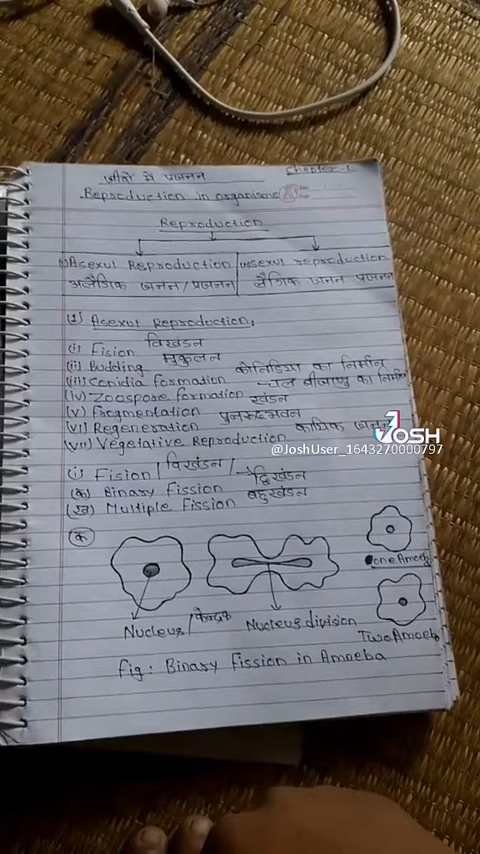 जीवों में प्रजनन Chapter-1
Reproduction in organisms
Reproduction
Asexul Reproduction
अलैंगिक जनन/प्रजनन
usexul reproduction
लैंगिक जनन प्रजनन
(1) Asexul Reproduction,
(i) Fision विखंडन
(ii) Budding मुकुलन
(iii) Conidia formation कोनिडिया का निर्माण
(iv) Zoospore formation चल बीजाणु का निर्माण
(v) Fragmentation खंडन
(vi) Regeneration पुनरुद्भवन
(vii) Vegetative Reproduction कायिक जनन
JOSH
@JoshUser_1643270000797
(i) Fision / विखंडन /
(क) Binary Fission द्विखंडन
(ख) Multiple Fission बहुखंडन
(क)
one Amoeba
Nucleus / केन्द्रक
Nucleus division
Two Amoeba
fig: Binary Fission in Amoeba